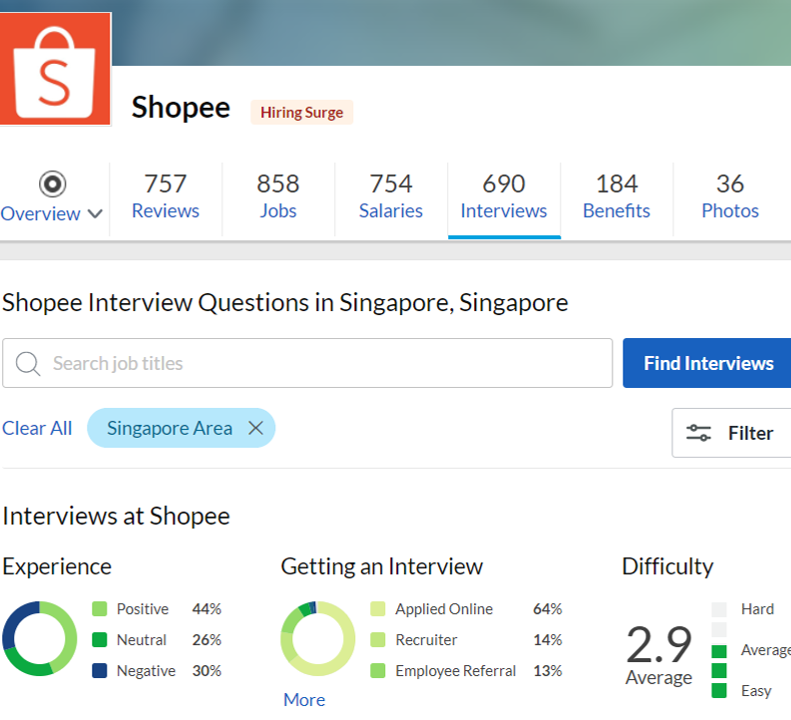 S
Shopee Hiring Surge
757 858 754 690 184 36
Overview Reviews Jobs Salaries Interviews Benefits Photos
Shopee Interview Questions in Singapore, Singapore
Search job titles Find Interviews
Clear All Singapore Area Filter
Interviews at Shopee
Experience Getting an Interview Difficulty
Positive 44% Applied Online 64% Hard
Neutral 26% Recruiter 14% 2.9 Average
Negative 30% Employee Referral 13% Average Easy
More